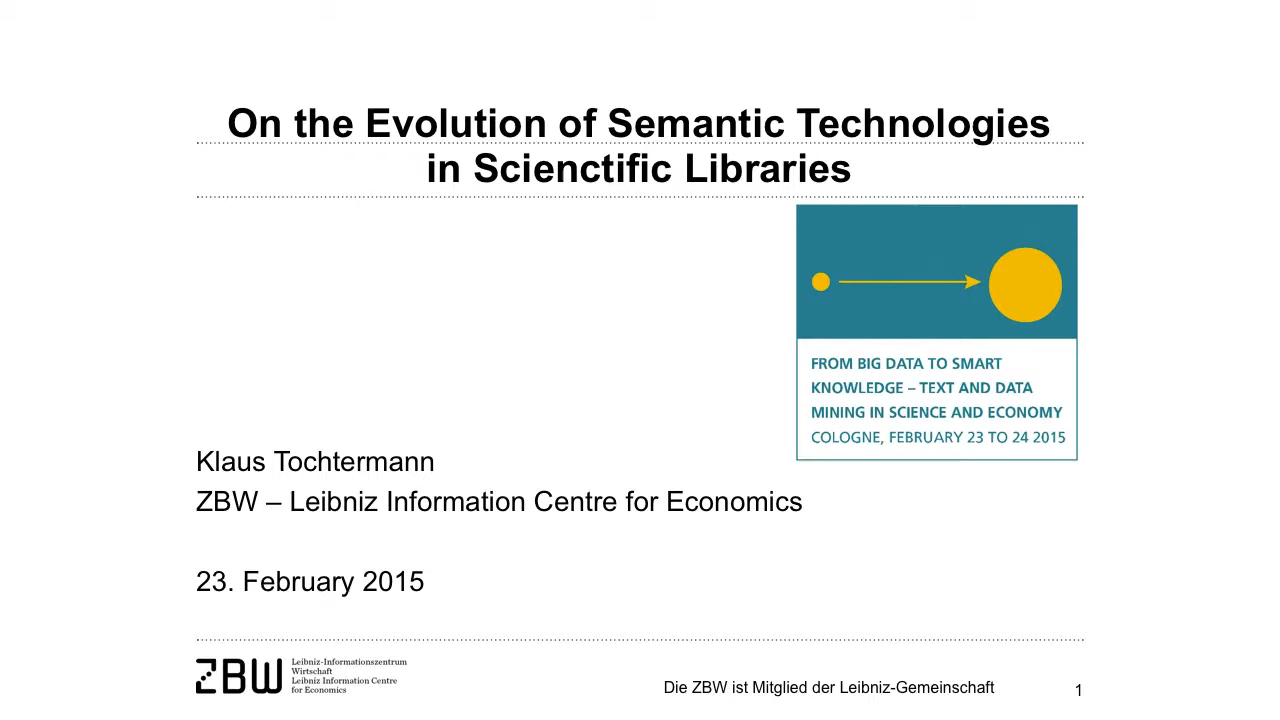 On the Evolution of Semantic Technologies
in Scienctific Libraries
FROM BIG DATA TO SMART
KNOWLEDGE – TEXT AND DATA
MINING IN SCIENCE AND ECONOMY
COLOGNE, FEBRUARY 23 TO 24 2015
Klaus Tochtermann
ZBW – Leibniz Information Centre for Economics
23. February 2015
ZBW
Leibniz-Informationszentrum
Wirtschaft
Leibniz Information Centre
for Economics
Die ZBW ist Mitglied der Leibniz-Gemeinschaft
1